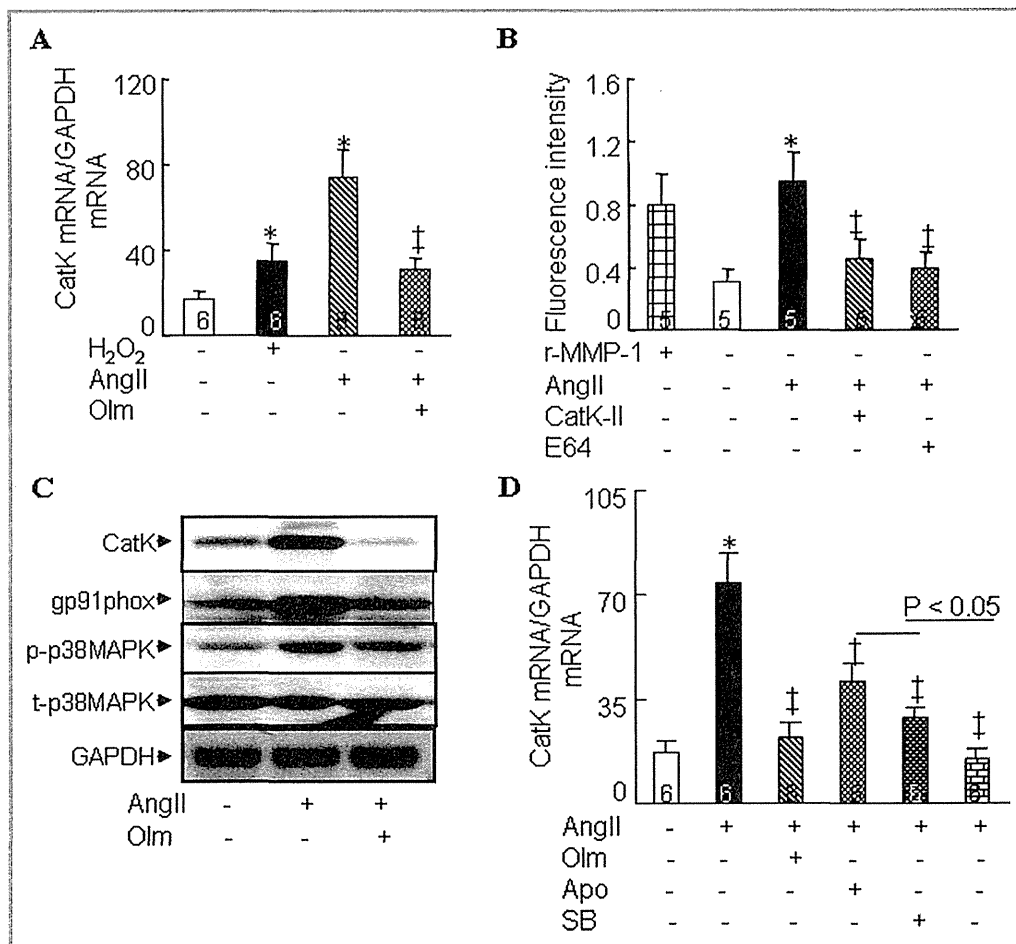 A
CatK mRNA/GAPDH
mRNA
120
80
40
0
*
*
‡
6
6
H₂O₂ - + - -
AngII - - + +
Olm - - - +
B
Fluorescence intensity
1.6
1.2
0.8
0.4
0
*
‡
‡
5
5
5
r-MMP-1 + - - - -
AngII - - + + +
CatK-II - - - + -
E64 - - - - +
C
CatK
gp91phox
p-p38MAPK
t-p38MAPK
GAPDH
AngII - + +
Olm - - +
D
CatK mRNA/GAPDH
mRNA
105
70
35
0
*
‡
†
‡
‡
P < 0.05
6
6
AngII - + + + + +
Olm - - + - - -
Apo - - - + - -
SB - - - - + -